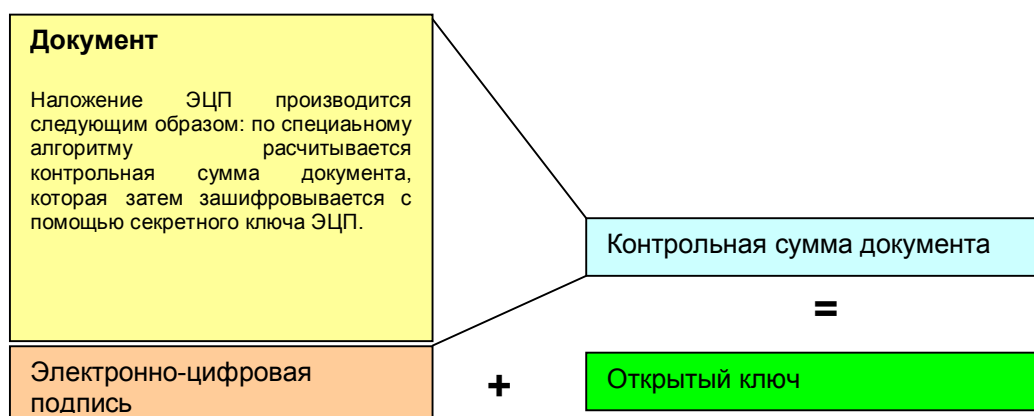 Документ
Наложение ЭЦП производится
следующим образом: по специаьному
алгоритму расчитывается
контрольная сумма документа,
которая затем зашифровывается с
помощью секретного ключа ЭЦП.
Контрольная сумма документа
=
Электронно-цифровая
подпись
+
Открытый ключ